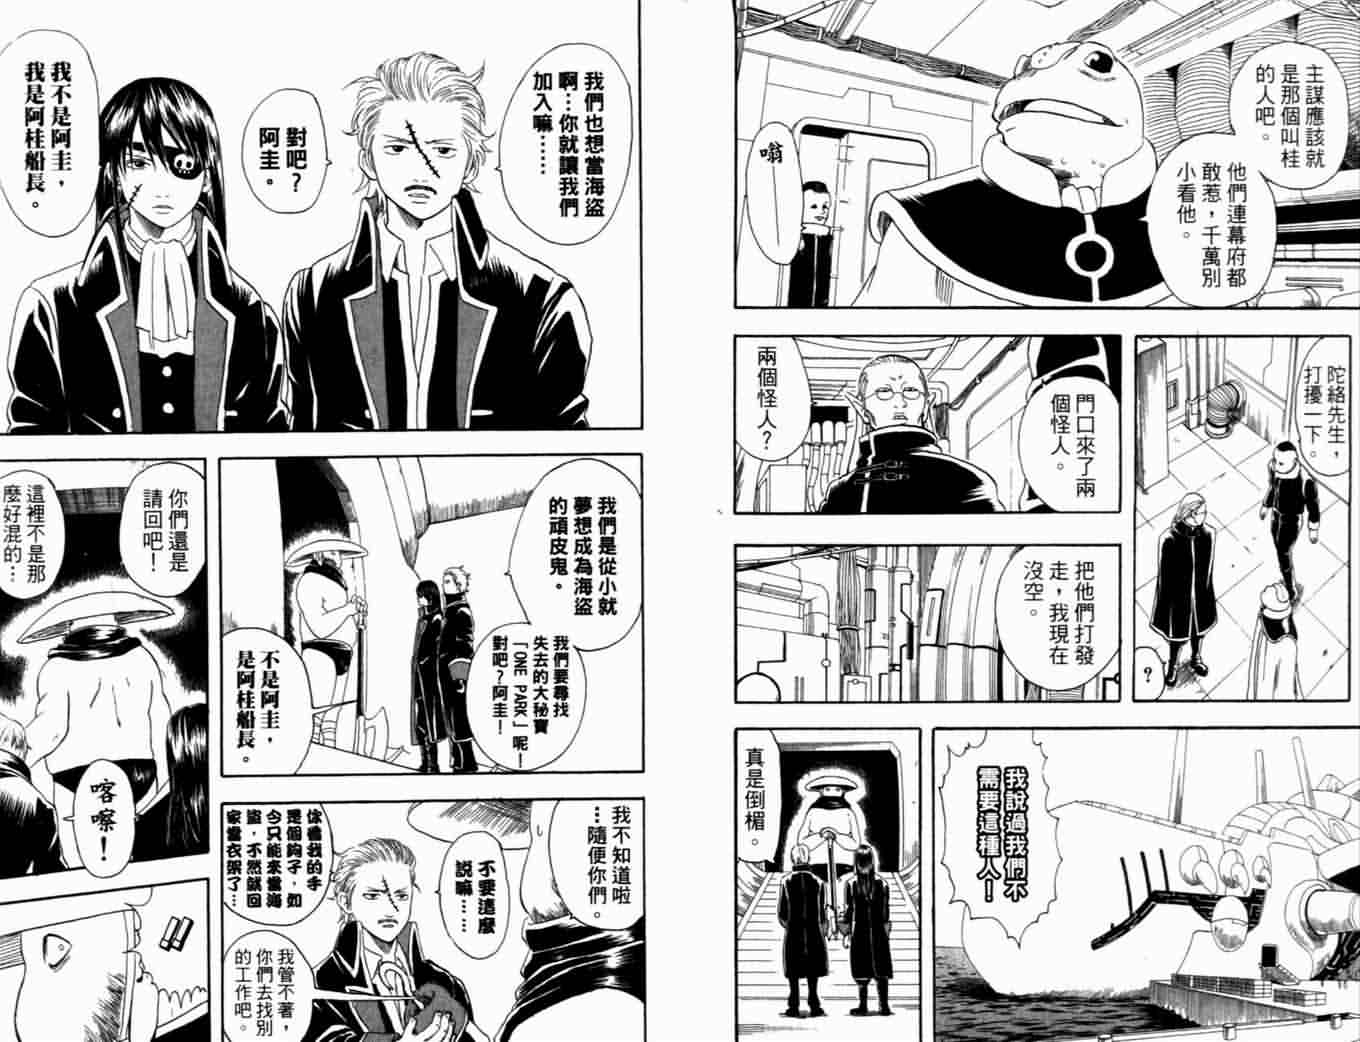 主謀應該就
是那個叫桂
的人吧。
他們連幕府都
敢惹，千萬別
小看他。
嗡
陀絡先生，
打擾一下。
?
門口來了兩
個怪人。
兩個怪人?
把他們打發
走，我現在
沒空。
我說過我們不
需要這種人!
真是倒楣。
我們也想當海盜
啊…你就讓我們
加入嘛……
對吧?
阿圭。
我不是阿圭，
我是阿桂船長。
我們是從小就
夢想成為海盜
的頑皮鬼。
我們要尋找
失去的大秘寶
「ONE PARK」呢—
對吧?阿圭!
不是阿圭，
是阿桂船長。
你們還是
請回吧!
這裡不是那
麼好混的…
喀嚓!
我不知道啦
…隨便你們。
不要這麼
說嘛……
你看我的手
是個鉤子，如
今只能來當海
盜，不然就回
家當衣架了…
我管不著，
你們去找別
的工作吧。
!!